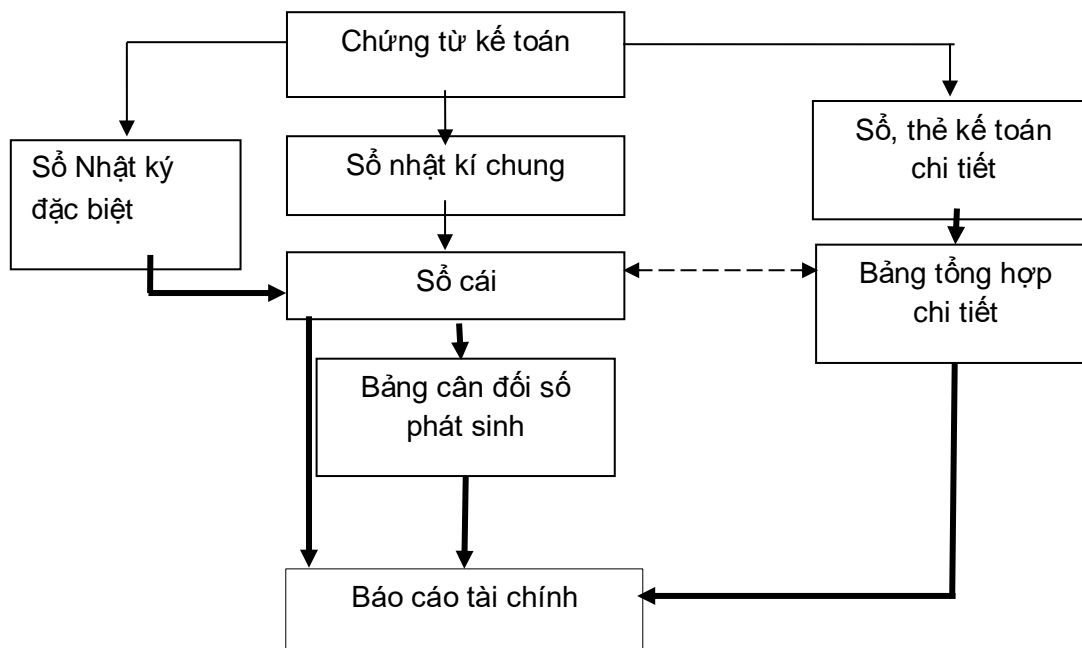 Chứng từ kế toán
Sổ Nhật ký
đặc biệt
Sổ nhật kí chung
Sổ, thẻ kế toán
chi tiết
Sổ cái
Bảng tổng hợp
chi tiết
Bảng cân đối số
phát sinh
Báo cáo tài chính